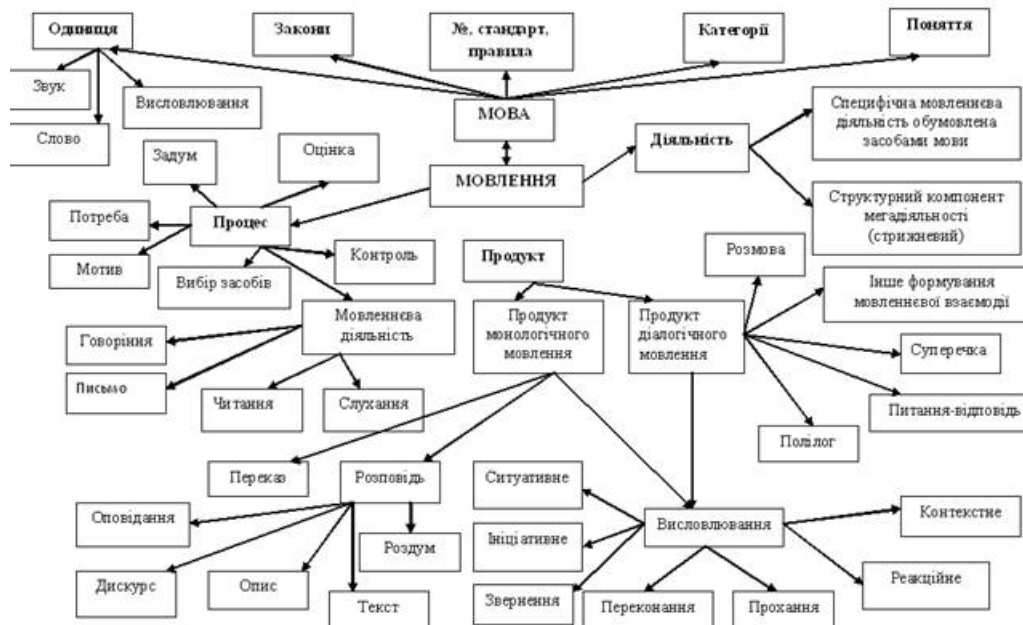 Одиниця
Закони
№, стандарт,
правила
Категорії
Поняття
Звук
Висловлювання
Слово
МОВА
Діяльність
Специфічна мовленнєва
діяльність обумовлена
засобами мови
Задум
Оцінка
МОВЛЕННЯ
Структурний компонент
мегадіяльності
(стрижневий)
Потреба
Процес
Мотив
Вибір засобів
Контроль
Продукт
Розмова
Інше формування
мовленнєвої взаємодії
Мовленнєва
діяльність
Продукт
монологічного
мовлення
Продукт
діалогічного
мовлення
Говоріння
Суперечка
Письмо
Читання
Слухання
Питання-відповідь
Полілог
Переказ
Розповідь
Ситуативне
Висловлювання
Контекстне
Оповідання
Роздум
Ініціативне
Дискурс
Опис
Текст
Звернення
Переконання
Прохання
Реакційне